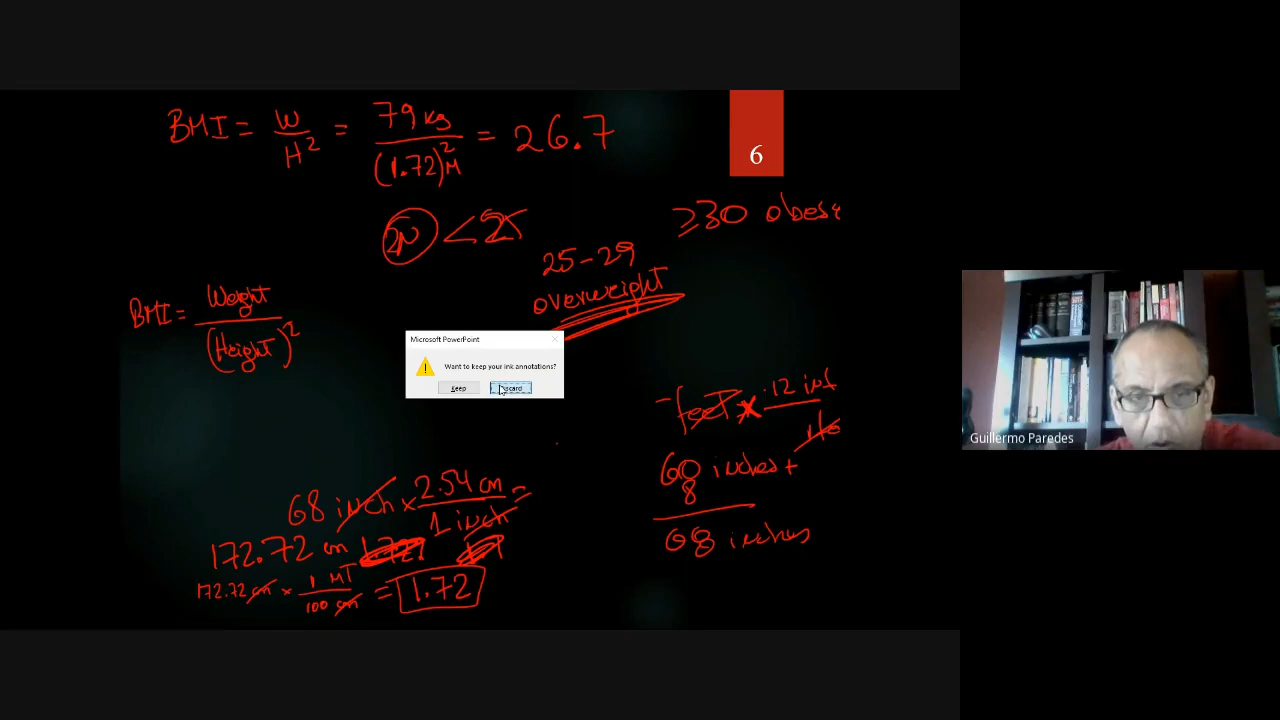 BMI = W / H² = 79 kg / (1.72)² M = 26.7
6
≥30 obese
< 25
25-29
overweight
BMI = Weight / (Height)²
Microsoft PowerPoint
Want to keep your ink annotations?
Keep Discard
feet x 12 in
60 inches +
8
68 inches
68 inch x 2.54 cm / 1 inch =
172.72 cm
172.72 cm x 1 MT / 100 cm = 1.72
Guillermo Paredes